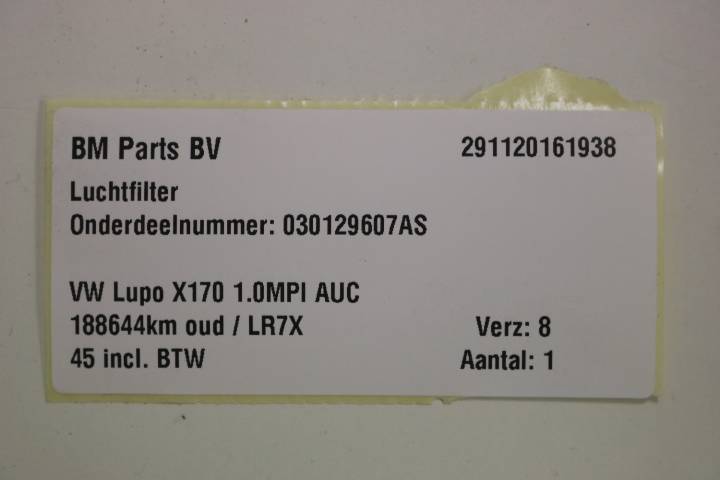 BM Parts BV 291120161938
Luchtfilter
Onderdeelnummer: 030129607AS
VW Lupo X170 1.0MPI AUC
188644km oud / LR7X Verz: 8
45 incl. BTW Aantal: 1